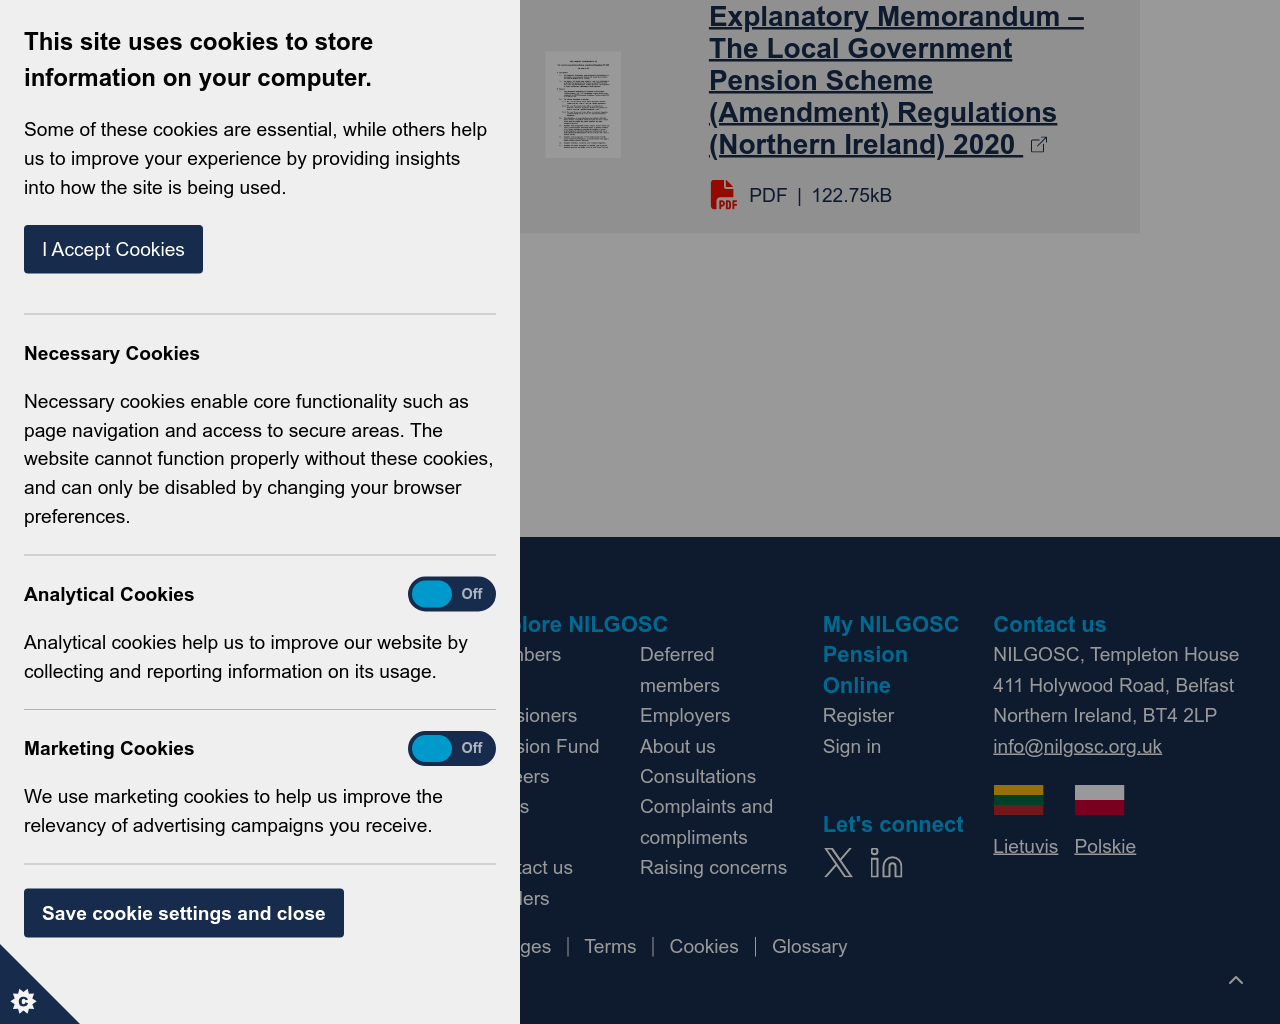 This site uses cookies to store
information on your computer.
Some of these cookies are essential, while others help
us to improve your experience by providing insights
into how the site is being used.
I Accept Cookies
Necessary Cookies
Necessary cookies enable core functionality such as
page navigation and access to secure areas. The
website cannot function properly without these cookies,
and can only be disabled by changing your browser
preferences.
Analytical Cookies
Off
Analytical cookies help us to improve our website by
collecting and reporting information on its usage.
Marketing Cookies
Off
We use marketing cookies to help us improve the
relevancy of advertising campaigns you receive.
Save cookie settings and close
Explanatory Memorandum –
The Local Government
Pension Scheme
(Amendment) Regulations
(Northern Ireland) 2020
PDF | 122.75kB
NILGOSC
Deferred
members
Employers
Fund
About us
Consultations
Complaints and
compliments
us
Raising concerns
My NILGOSC
Pension
Online
Register
Sign in
Let's connect
Contact us
NILGOSC, Templeton House
411 Holywood Road, Belfast
Northern Ireland, BT4 2LP
info@nilgosc.org.uk
Lietuvis
Polskie
Terms | Cookies | Glossary